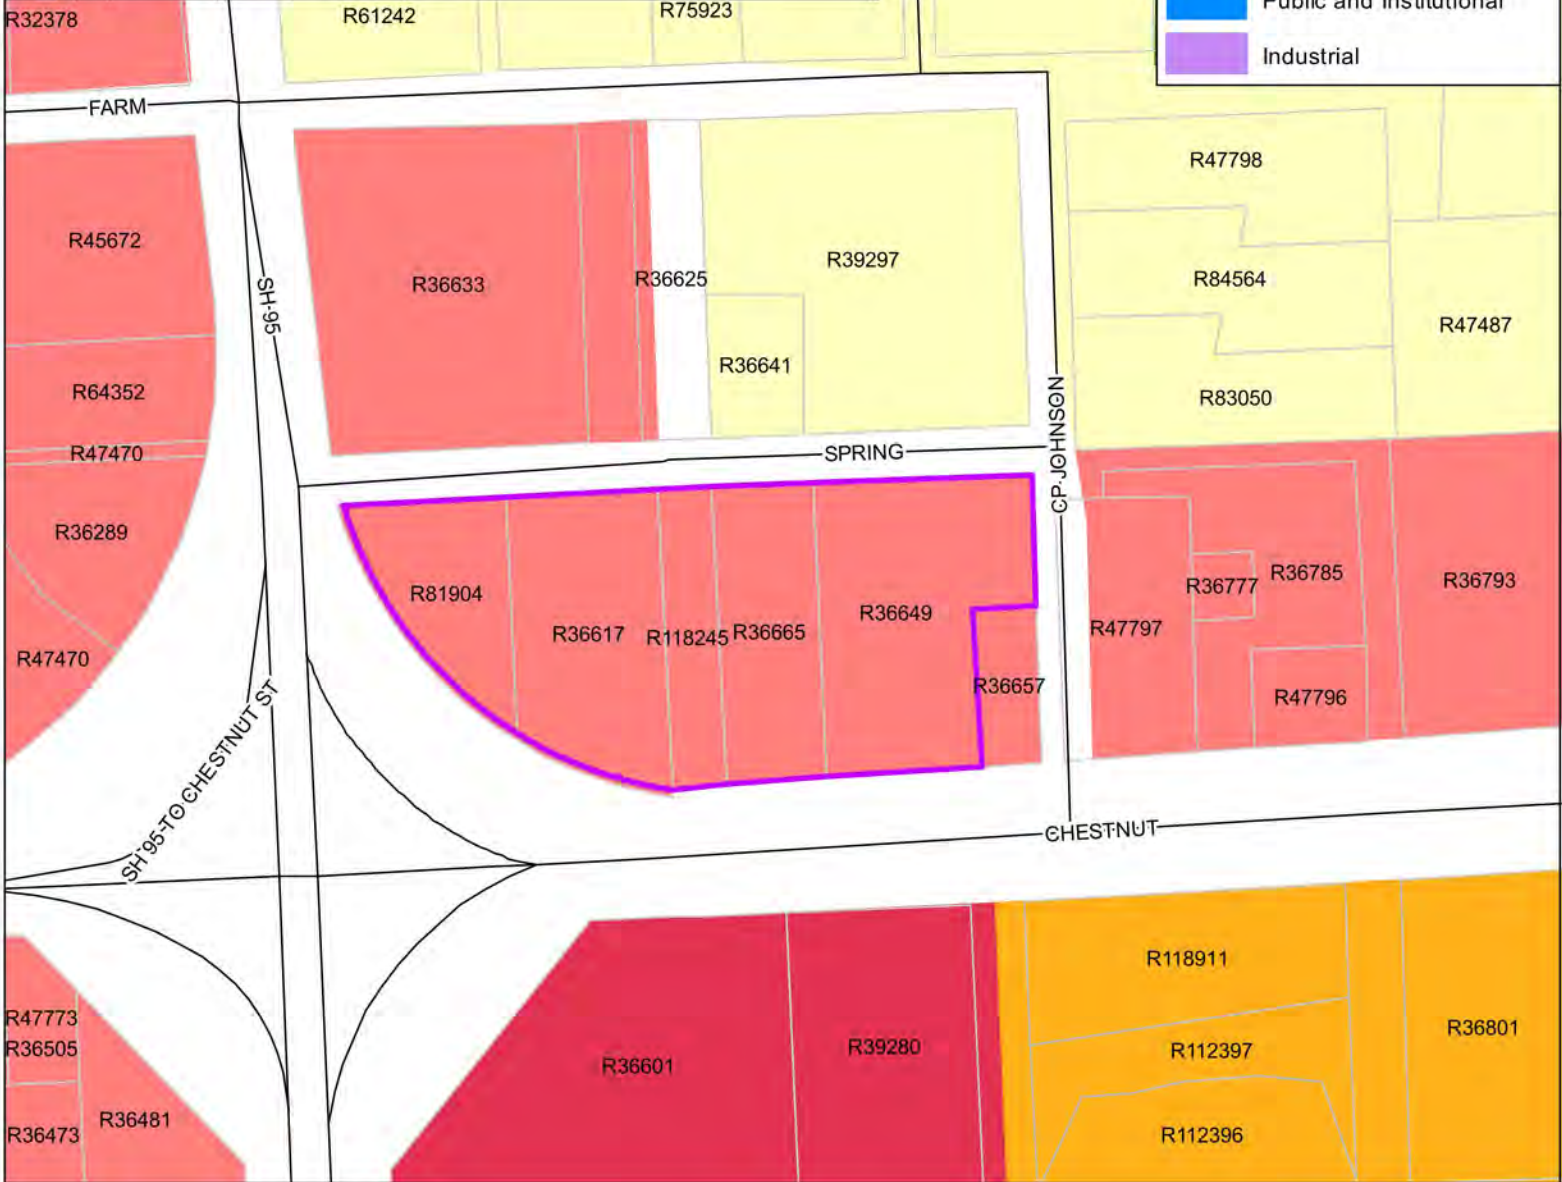 R32378
R61242
R75923
Public and Institutional
Industrial
FARM
R47798
R45672
SH-95
R36633
R36625
R39297
R84564
R47487
R36641
R64352
R83050
R47470
SPRING
CP JOHNSON
R36289
R81904
R36617
R118245
R36665
R36649
R36657
R47797
R36777
R36785
R36793
R47470
R47796
SH 95-TO CHESTNUT ST
CHESTNUT
R118911
R47773
R36505
R36601
R39280
R112397
R36801
R36473
R36481
R112396